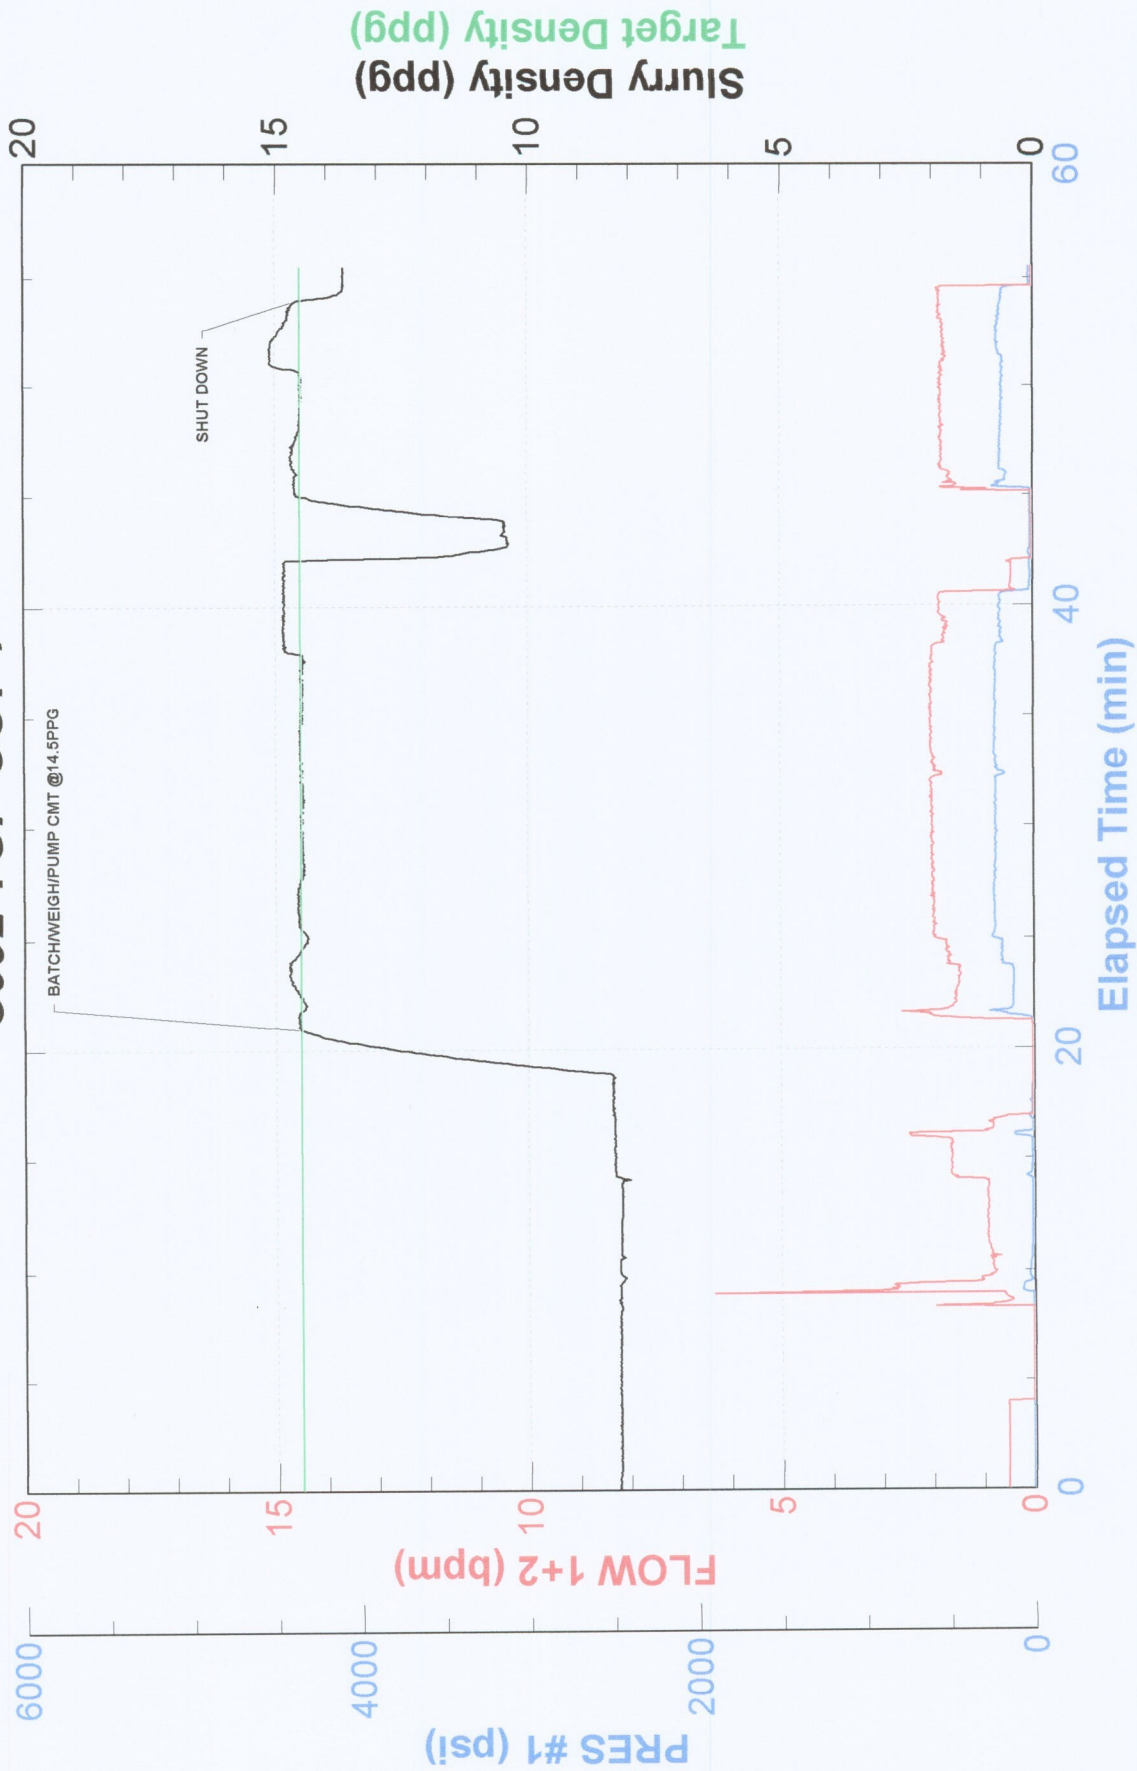 BATCH/WEIGH/PUMP CMT @14.5PPG
SHUT DOWN
PRES #1 (psi)
6000
4000
2000
0
FLOW 1+2 (bpm)
20
15
10
5
0
20
15
10
5
0
Slurry Density (ppg)
Target Density (ppg)
0
20
40
60
Elapsed Time (min)